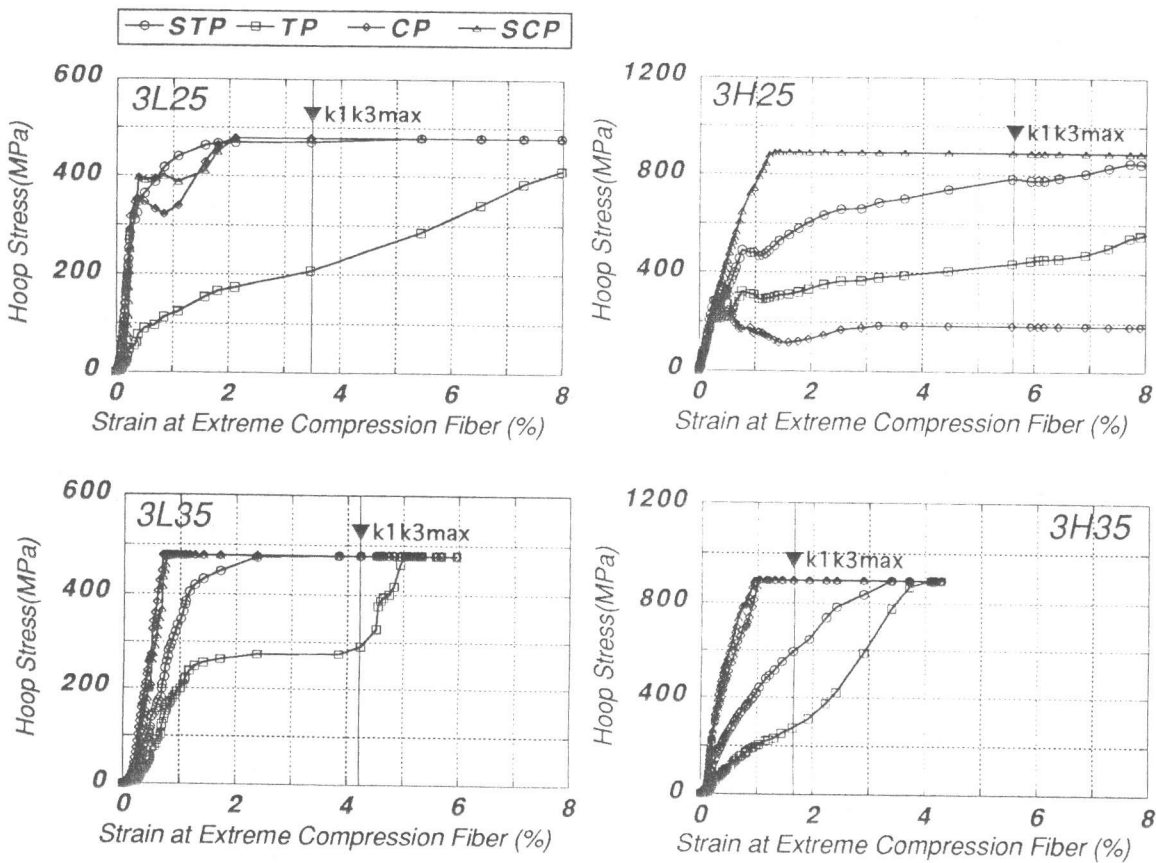 STP TP CP SCP
600
3L25
k1k3max
400
200
0
0 2 4 6 8
Hoop Stress(MPa)
Strain at Extreme Compression Fiber (%)
1200
3H25
k1k3max
800
400
0
0 2 4 6 8
Hoop Stress(MPa)
Strain at Extreme Compression Fiber (%)
600
3L35
k1k3max
400
200
0
0 2 4 6 8
Hoop Stress(MPa)
Strain at Extreme Compression Fiber (%)
1200
3H35
k1k3max
800
400
0
0 2 4 6 8
Hoop Stress(MPa)
Strain at Extreme Compression Fiber (%)